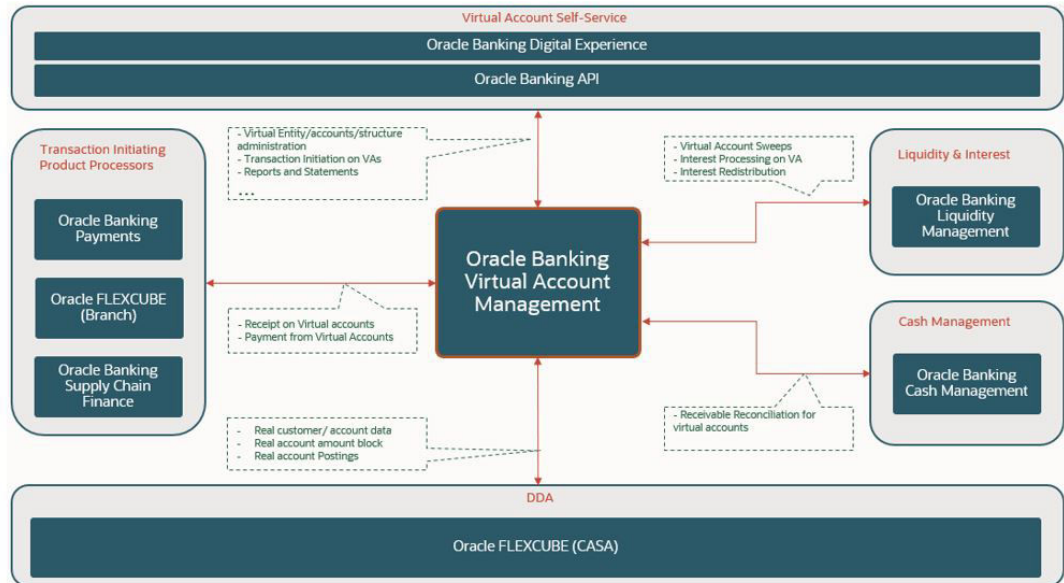 Virtual Account Self-Service
Oracle Banking Digital Experience
Oracle Banking API
Transaction Initiating
Product Processors
Oracle Banking
Payments
Oracle FLEXCUBE
(Branch)
Oracle Banking
Supply Chain
Finance
- Virtual Entity/accounts/structure
administration
- Transaction Initiation on VAs
- Reports and Statements
...
- Receipt on Virtual accounts
- Payment from Virtual Accounts
Oracle Banking
Virtual Account
Management
- Virtual Account Sweeps
- Interest Processing on VA
- Interest Redistribution
Liquidity & Interest
Oracle Banking
Liquidity
Management
Cash Management
Oracle Banking
Cash Management
- Receivable Reconciliation for
virtual accounts
- Real customer/ account data
- Real account amount block
- Real account Postings
DDA
Oracle FLEXCUBE (CASA)